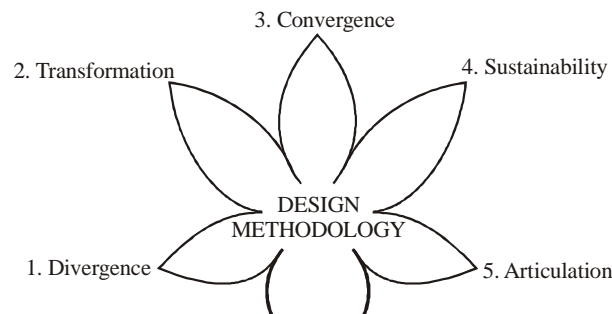 3. Convergence
2. Transformation
4. Sustainability
DESIGN
METHODOLOGY
1. Divergence
5. Articulation